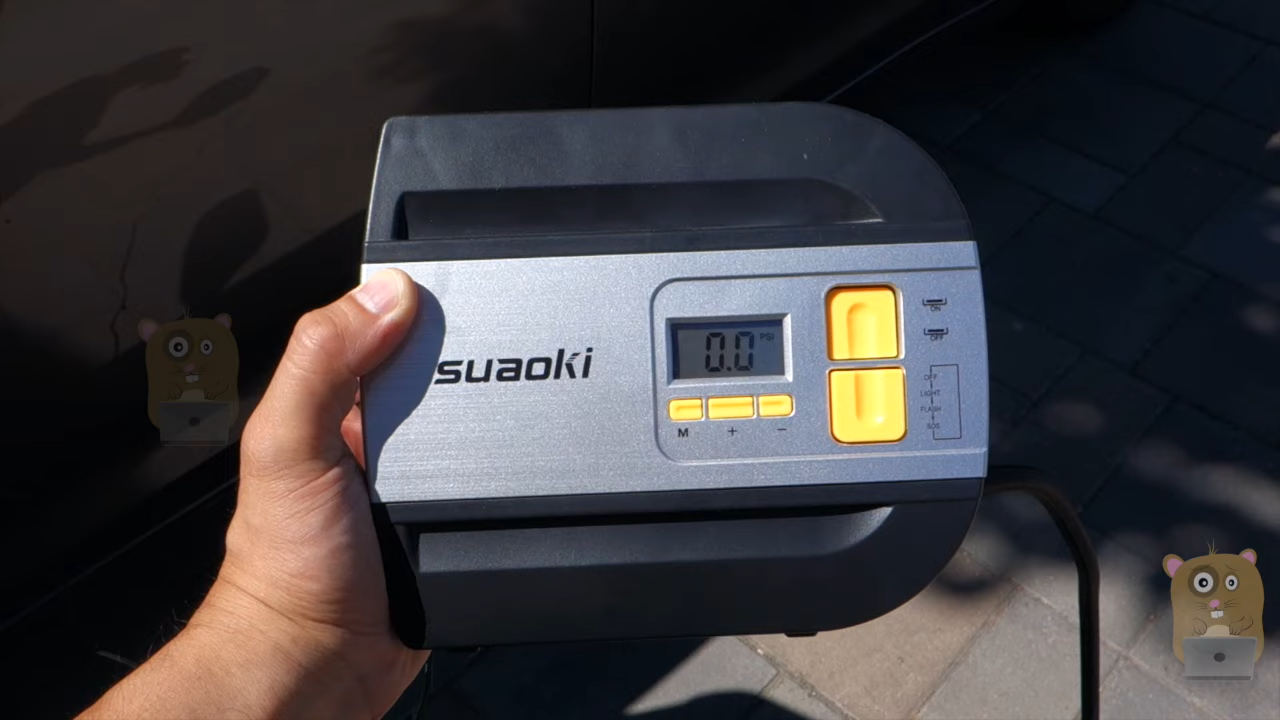 suaoki
0.0 PSI
M + −
ON
OFF
OFF
LIGHT
FLASH
SOS